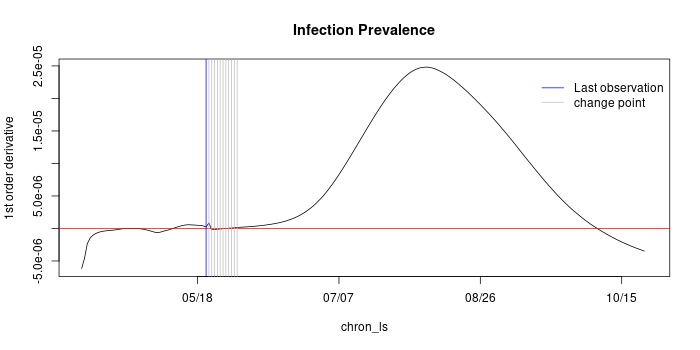 Infection Prevalence
1st order derivative
2.5e-05
1.5e-05
5.0e-06
-5.0e-06
Last observation
change point
05/18
07/07
08/26
10/15
chron_ls